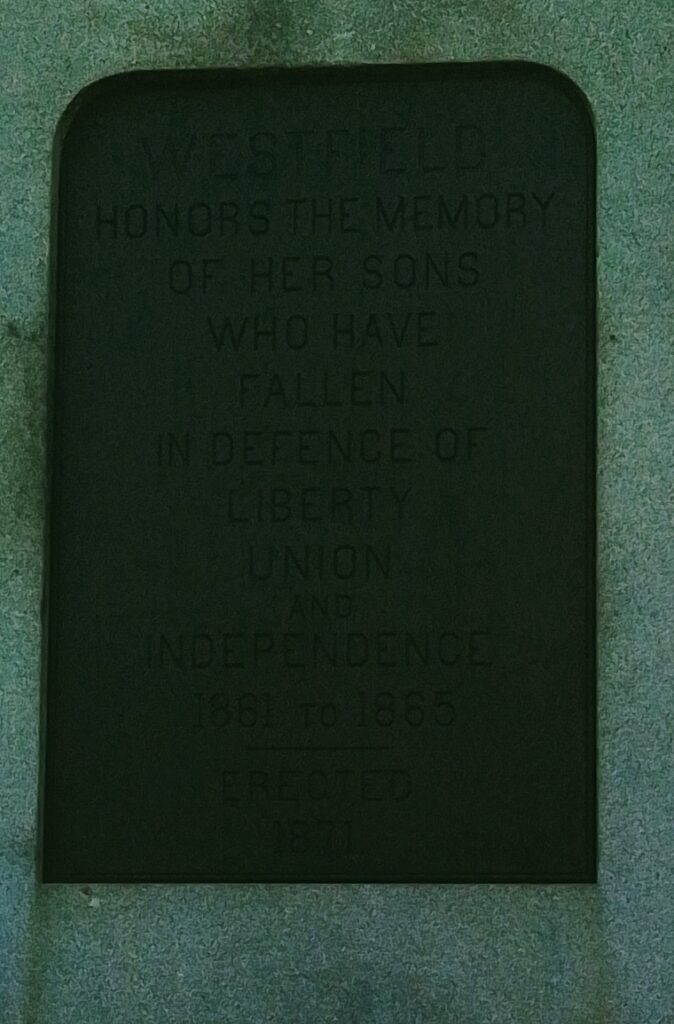 WESTFIELD
HONORS THE MEMORY
OF HER SONS
WHO HAVE
FALLEN
IN DEFENCE OF
LIBERTY
UNION
AND
INDEPENDENCE
1861 TO 1865
ERECTED
1871